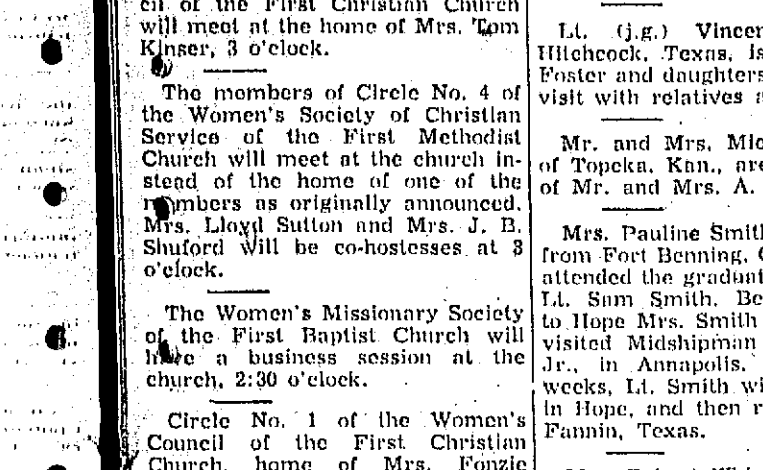 cil of the First Christian Church
will meet at the home of Mrs. Tom
Kinser, 3 o'clock.
The members of Circle No. 4 of
the Women's Society of Christian
Service of the First Methodist
Church will meet at the church in-
stead of the home of one of the
members as originally announced.
Mrs. Lloyd Sutton and Mrs. J. B.
Shuford will be co-hostesses at 3
o'clock.
The Women's Missionary Society
of the First Baptist Church will
have a business session at the
church, 2:30 o'clock.
Circle No. 1 of the Women's
Council of the First Christian
Church, home of Mrs. Fonzie
Lt. (j.g.) Vincen
Hitchcock, Texas, is
Foster and daughters
visit with relatives a
Mr. and Mrs. Mic
of Topeka, Kan., are
of Mr. and Mrs. A.
Mrs. Pauline Smith
from Fort Benning, G
attended the graduat
Lt. Sam Smith. Be
to Hope Mrs. Smith
visited Midshipman
Jr., in Annapolis.
weeks, Lt. Smith wi
in Hope, and then r
Fannin, Texas.